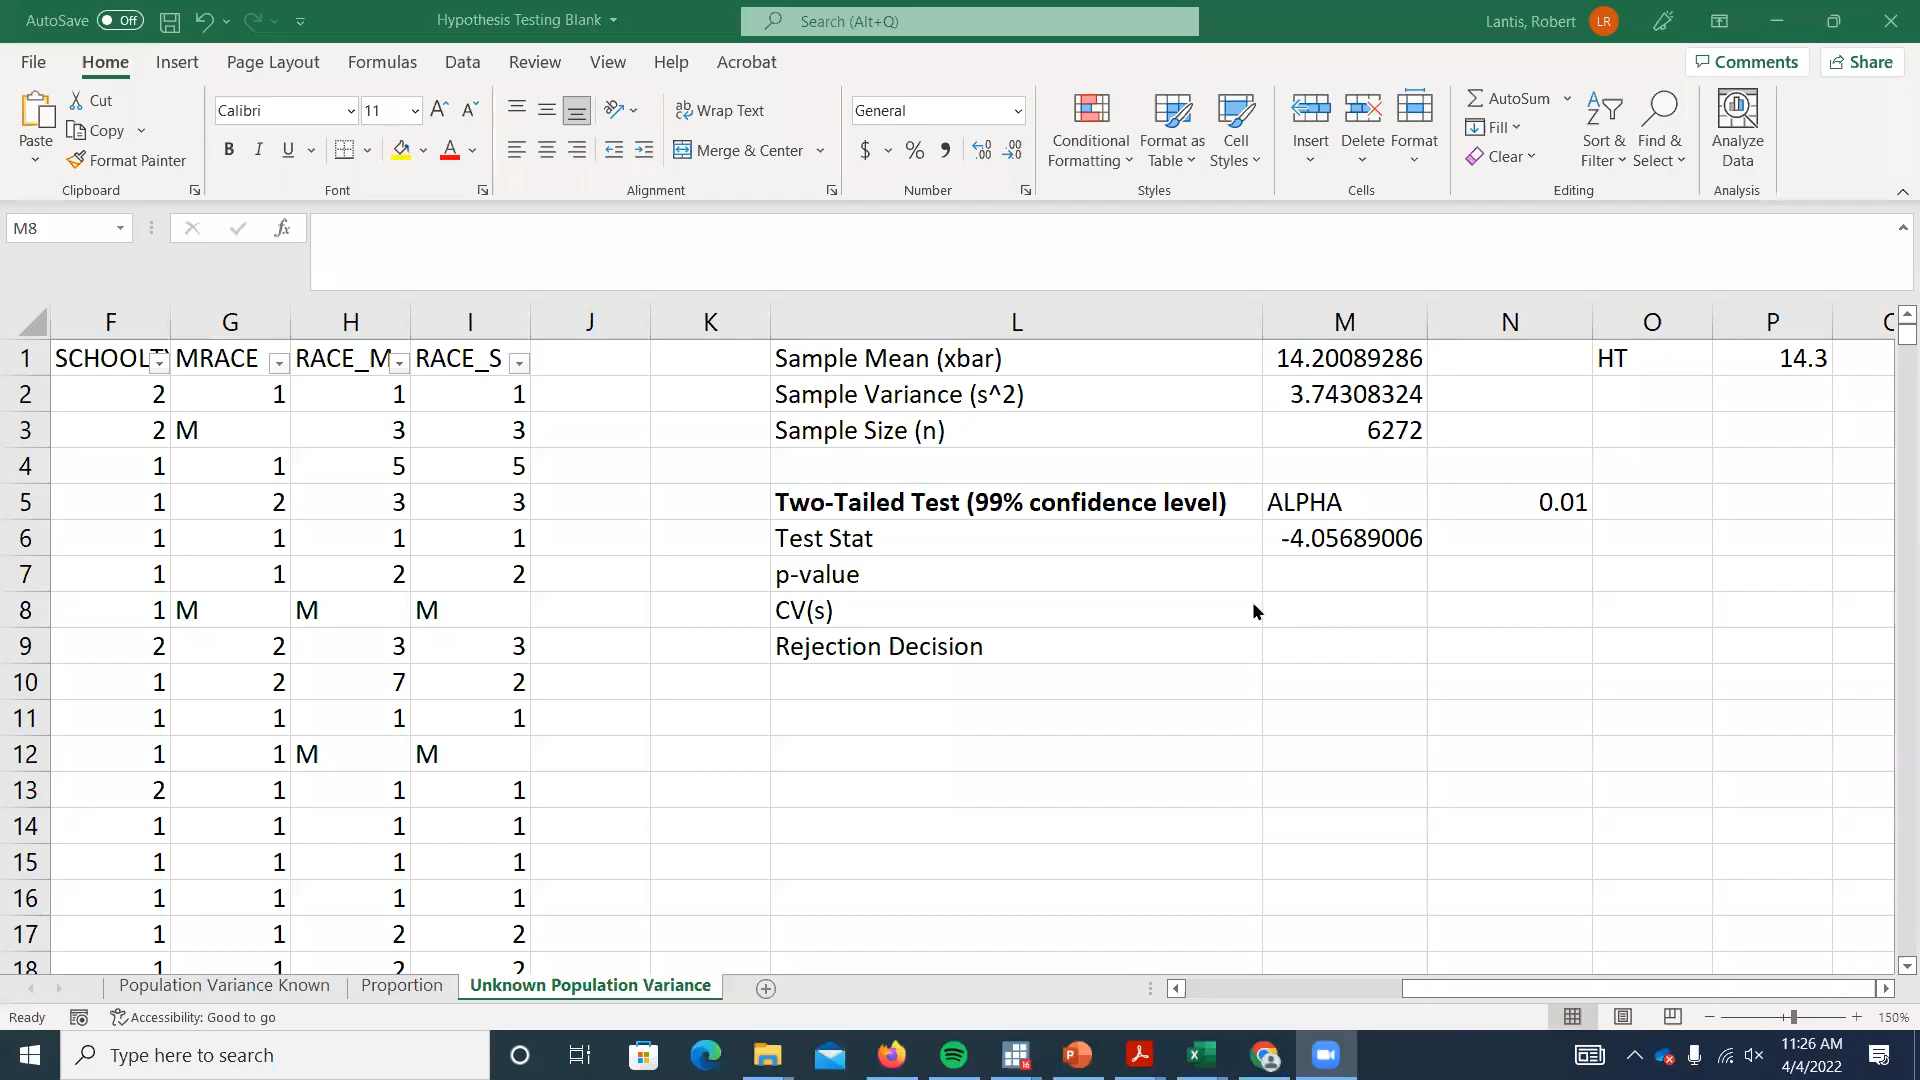 AutoSave Off Hypothesis Testing Blank Search (Alt+Q) Lantis, Robert LR
File Home Insert Page Layout Formulas Data Review View Help Acrobat Comments Share
Paste Cut Copy Format Painter Clipboard
Calibri 11 B I U A Font
Wrap Text Merge & Center Alignment
General $ % Number
Conditional Formatting Format as Table Cell Styles Styles
Insert Delete Format Cells
AutoSum Fill Clear Sort & Filter Find & Select Editing
Analyze Data Analysis
M8 fx
F G H I J K L M N O P
1 SCHOOLT MRACE RACE_M RACE_S Sample Mean (xbar) 14.20089286 HT 14.3
2 2 1 1 1 Sample Variance (s^2) 3.74308324
3 2 M 3 3 Sample Size (n) 6272
4 1 1 5 5
5 1 2 3 3 Two-Tailed Test (99% confidence level) ALPHA 0.01
6 1 1 1 1 Test Stat -4.05689006
7 1 1 2 2 p-value
8 1 M M M CV(s)
9 2 2 3 3 Rejection Decision
10 1 2 7 2
11 1 1 1 1
12 1 1 M M
13 2 1 1 1
14 1 1 1 1
15 1 1 1 1
16 1 1 1 1
17 1 1 2 2
18 1 1 2 2
Population Variance Known Proportion Unknown Population Variance
Ready Accessibility: Good to go 150%
Type here to search 11:26 AM
4/4/2022